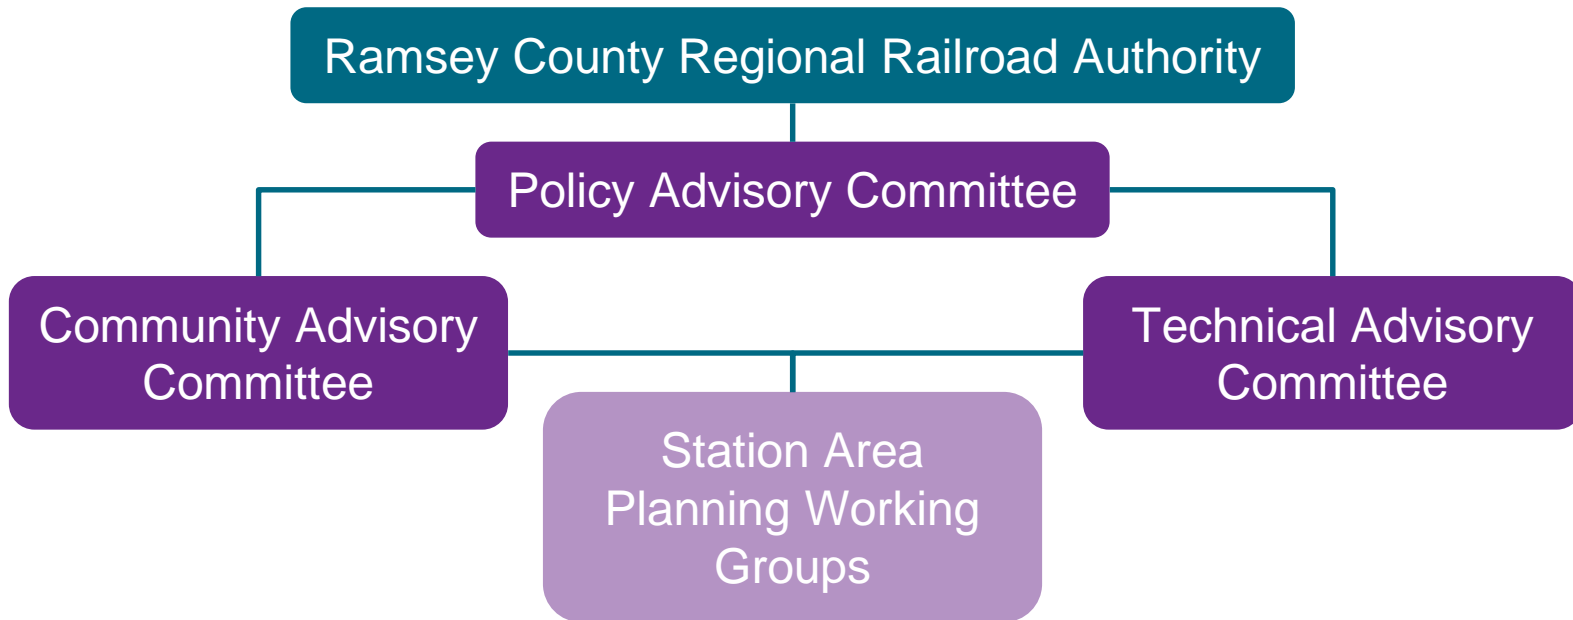 Ramsey County Regional Railroad Authority
Policy Advisory Committee
Community Advisory
Committee
Technical Advisory
Committee
Station Area
Planning Working
Groups